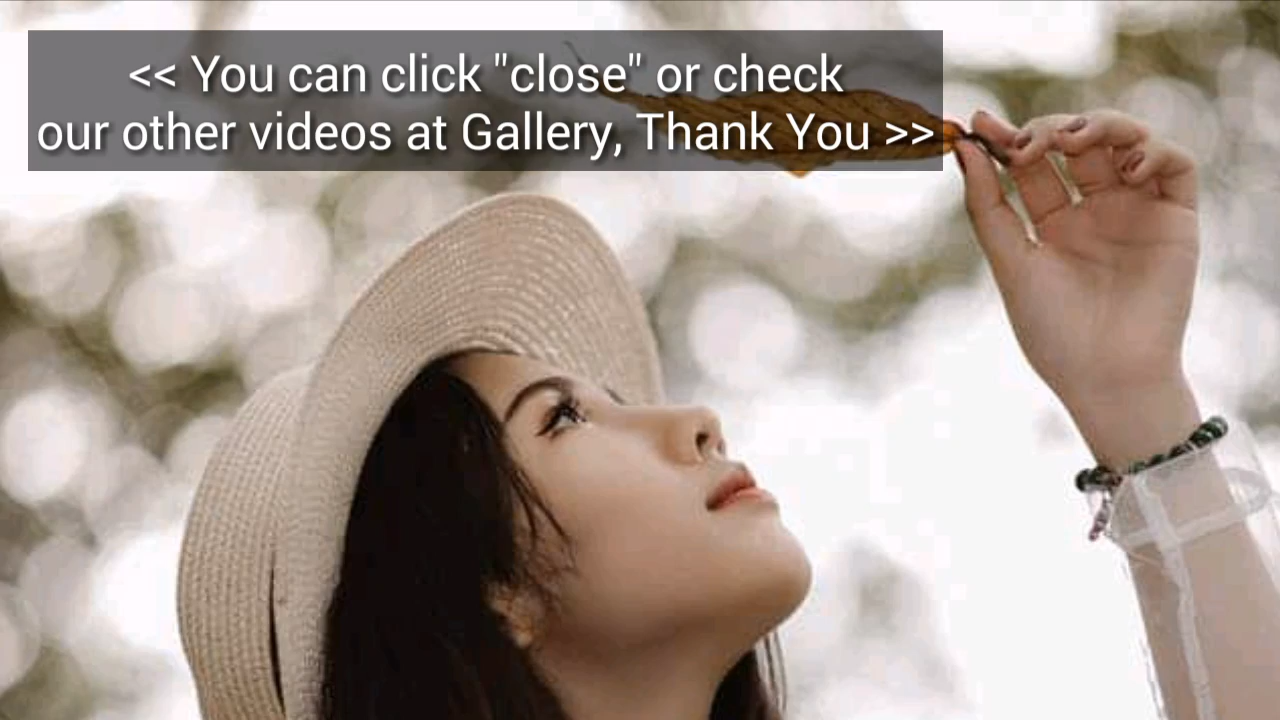 << You can click "close" or check
our other videos at Gallery, Thank You >>